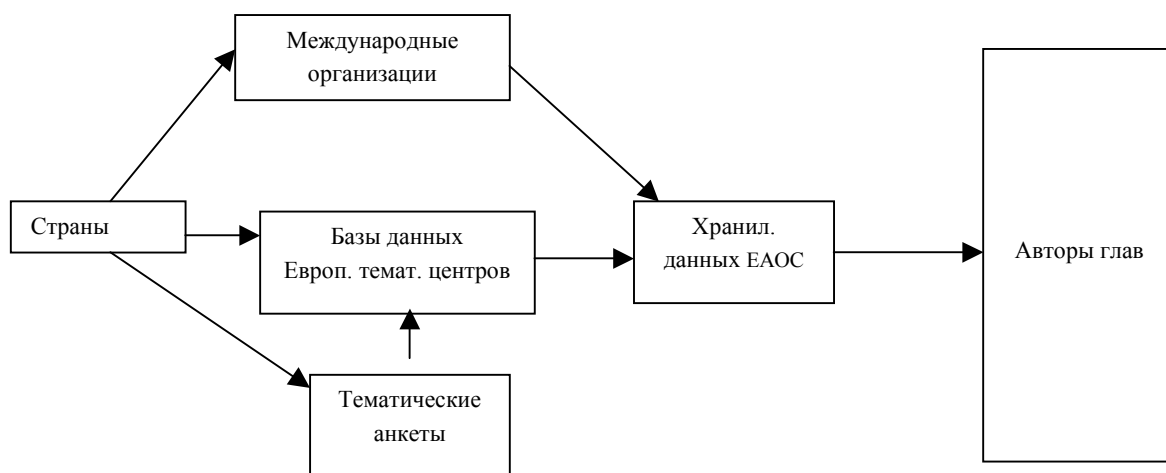 Международные
организации
Страны
Базы данных
Европ. темат. центров
Хранил.
данных ЕАОС
Авторы глав
Тематические
анкеты